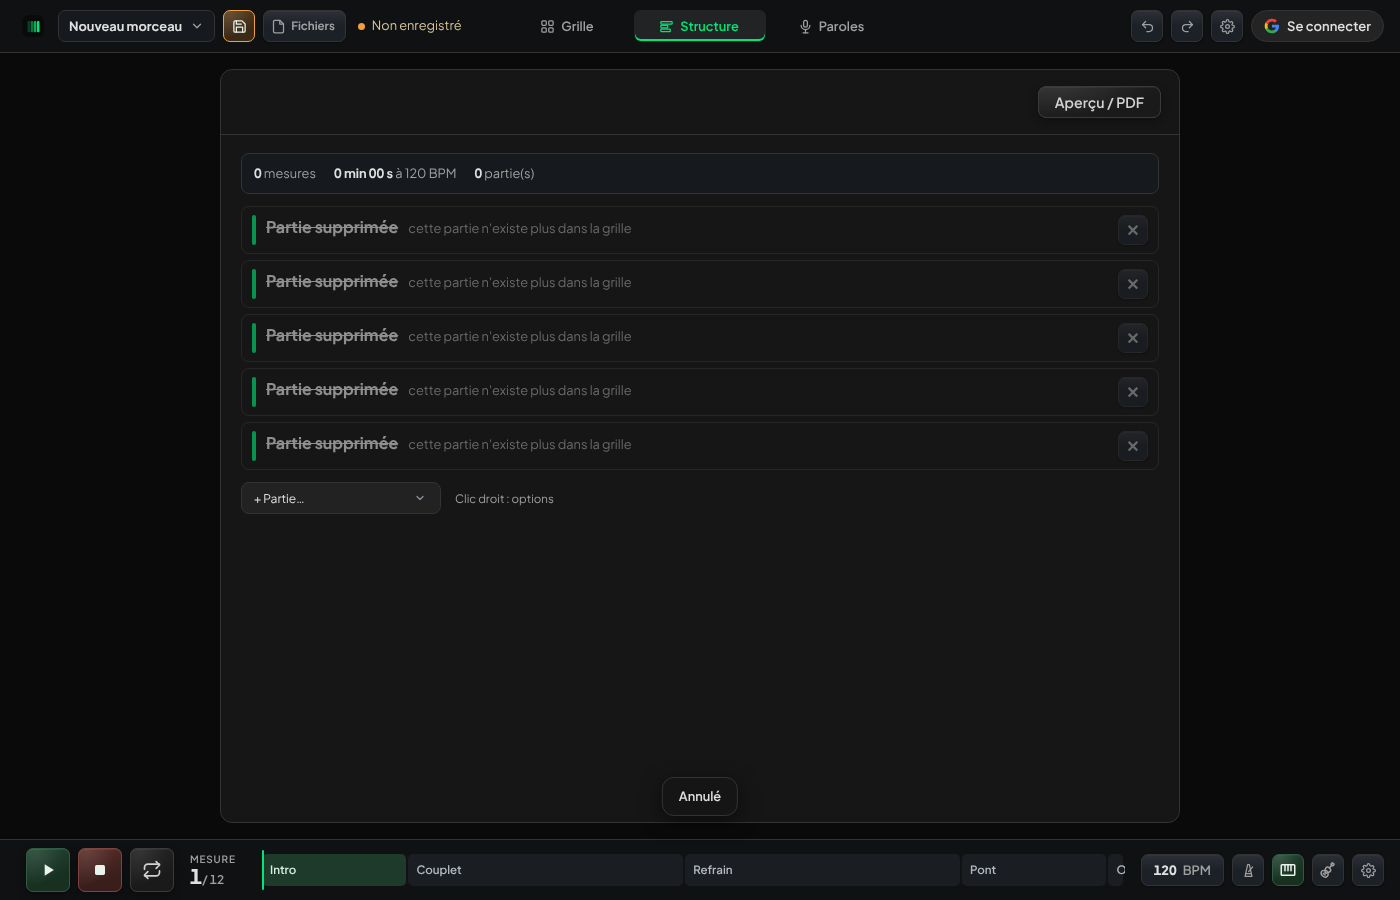 Nouveau morceau
Fichiers
Non enregistré
Grille
Structure
Paroles
Se connecter
Aperçu / PDF
0 mesures 0 min 00 s à 120 BPM 0 partie(s)
Partie supprimée cette partie n'existe plus dans la grille
Partie supprimée cette partie n'existe plus dans la grille
Partie supprimée cette partie n'existe plus dans la grille
Partie supprimée cette partie n'existe plus dans la grille
Partie supprimée cette partie n'existe plus dans la grille
+ Partie…
Clic droit : options
Annulé
MESURE
1 / 12
Intro
Couplet
Refrain
Pont
120 BPM